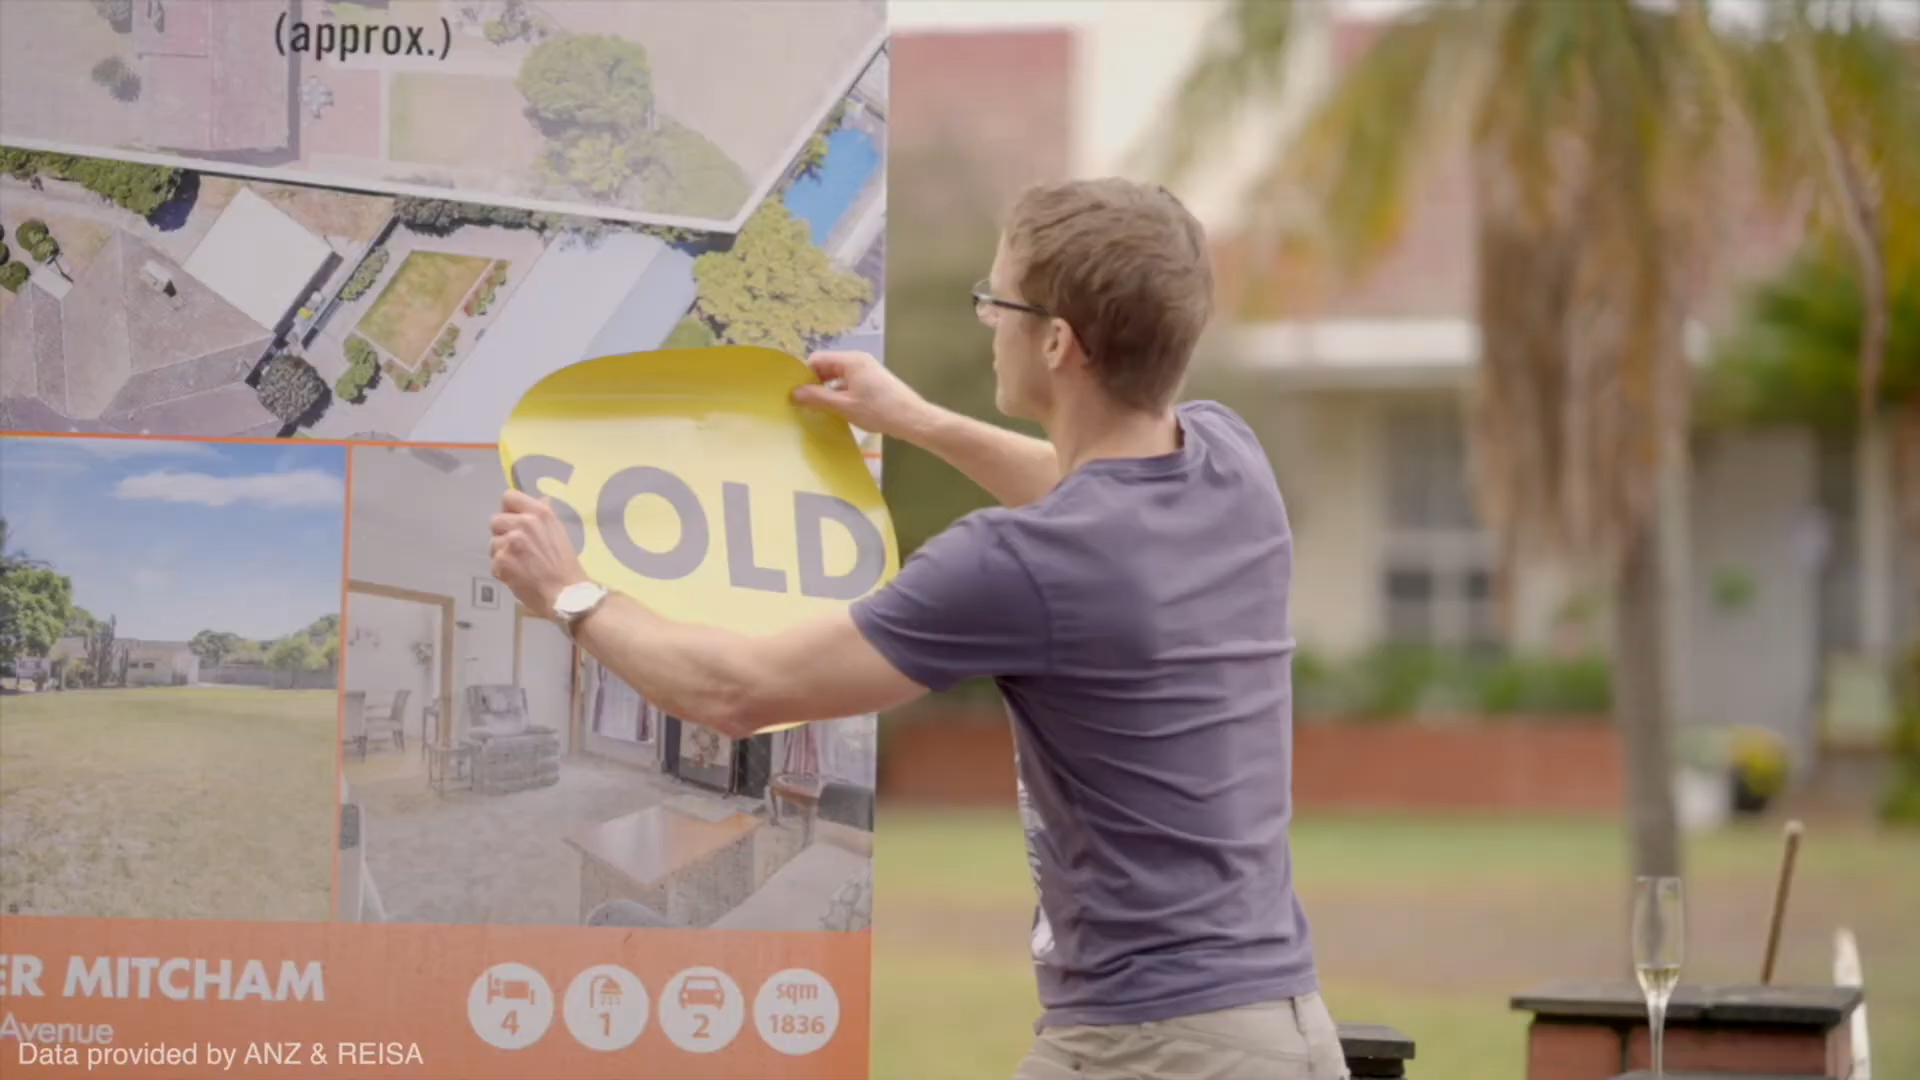 (approx.)
SOLD
ER MITCHAM
Avenue
4
1
2
sqm
1836
Data provided by ANZ & REISA